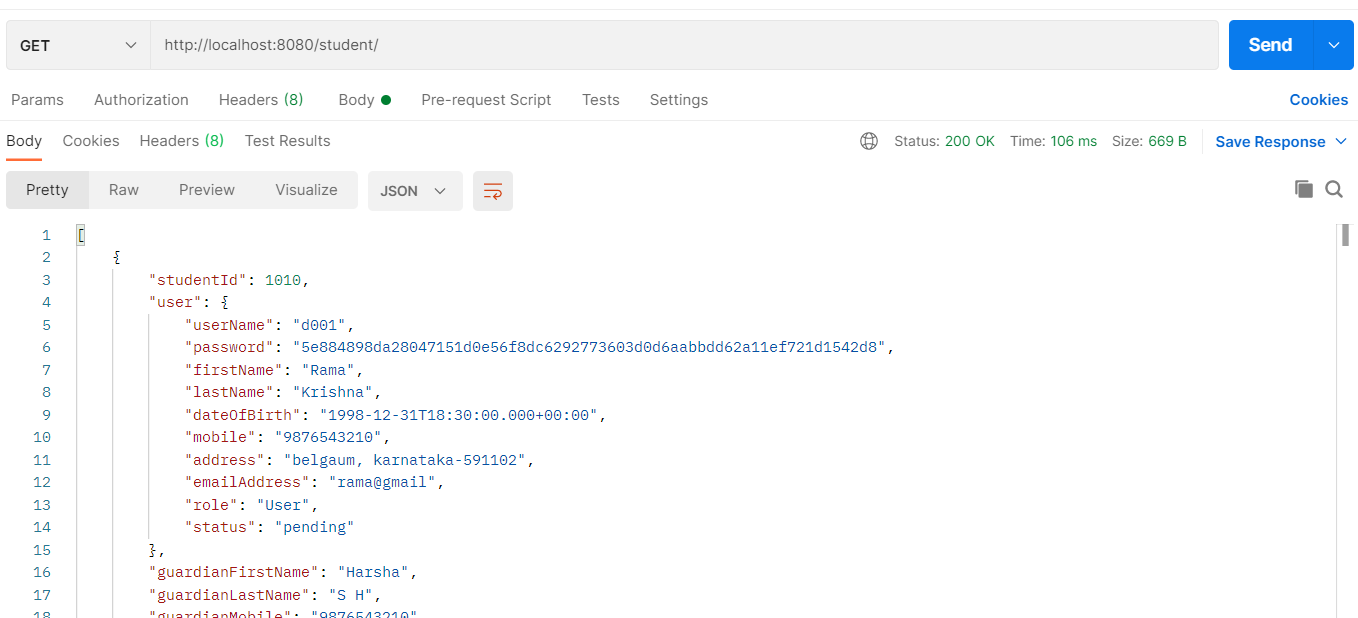 GET http://localhost:8080/student/ Send
Params Authorization Headers (8) Body Pre-request Script Tests Settings Cookies
Body Cookies Headers (8) Test Results Status: 200 OK Time: 106 ms Size: 669 B Save Response
Pretty Raw Preview Visualize JSON
1 [
2 {
3 "studentId": 1010,
4 "user": {
5 "userName": "d001",
6 "password": "5e884898da28047151d0e56f8dc6292773603d0d6aabbdd62a11ef721d1542d8",
7 "firstName": "Rama",
8 "lastName": "Krishna",
9 "dateOfBirth": "1998-12-31T18:30:00.000+00:00",
10 "mobile": "9876543210",
11 "address": "belgaum, karnataka-591102",
12 "emailAddress": "rama@gmail",
13 "role": "User",
14 "status": "pending"
15 },
16 "guardianFirstName": "Harsha",
17 "guardianLastName": "S H",
18 "guardianMobile": "9876543210"